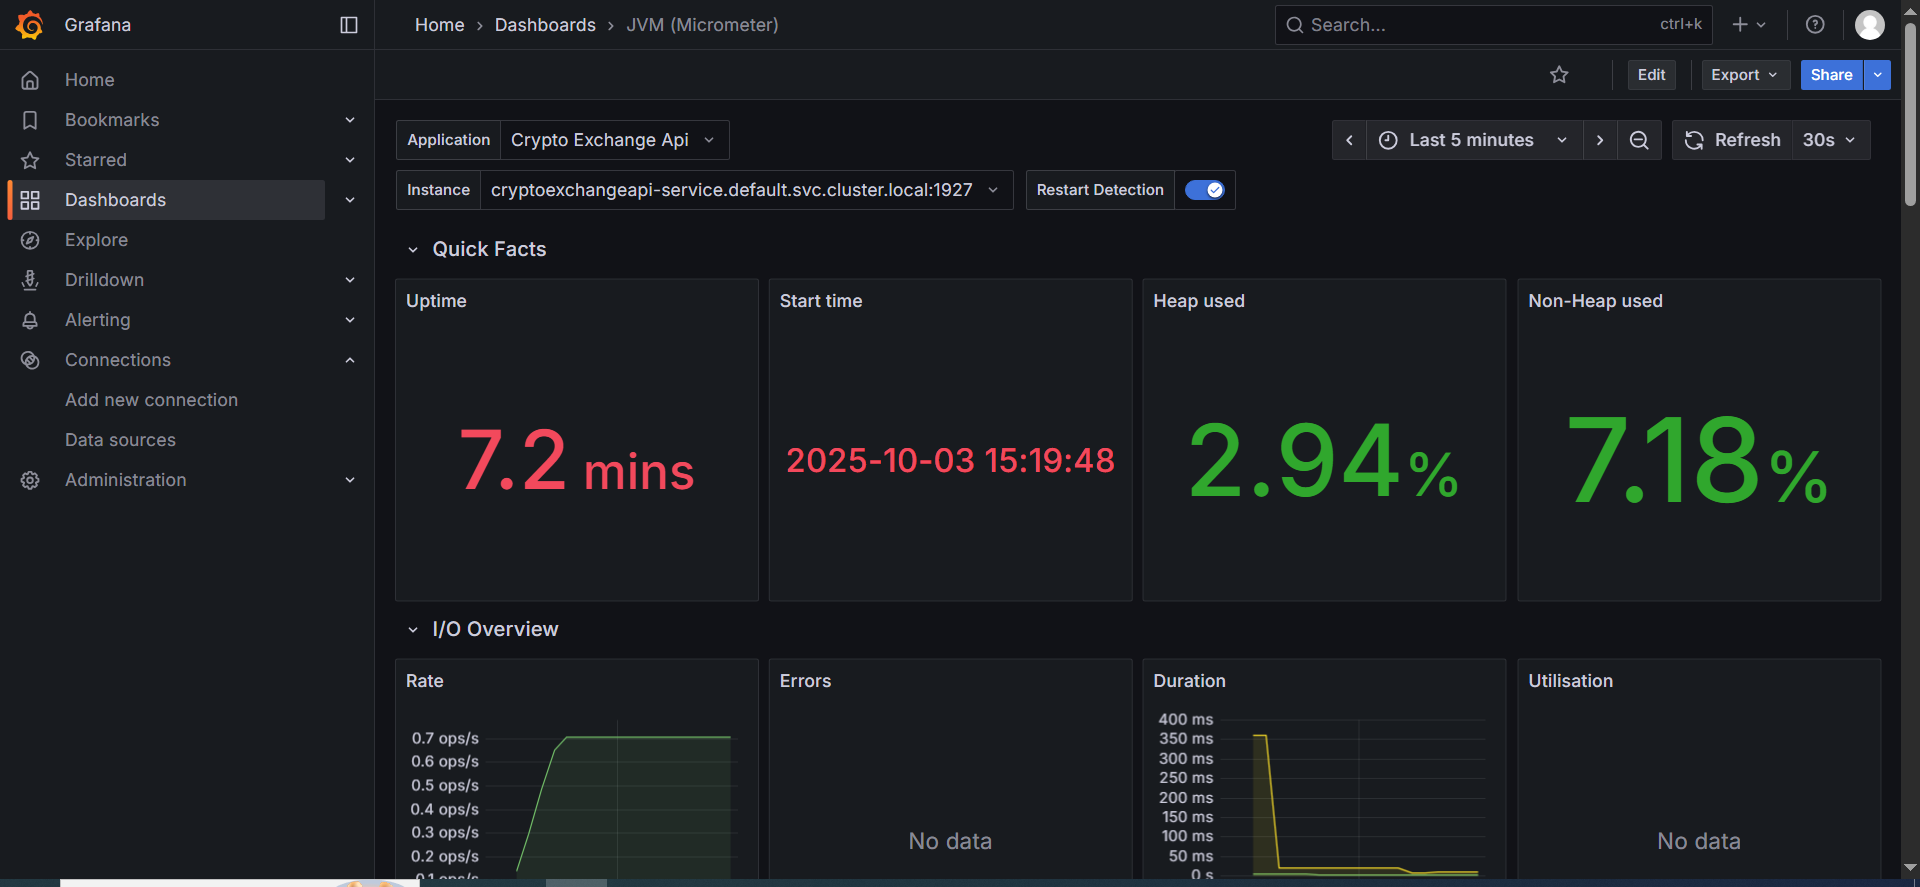 Grafana
Home › Dashboards › JVM (Micrometer)
Search...
ctrl+k
Home
Bookmarks
Starred
Dashboards
Explore
Drilldown
Alerting
Connections
Add new connection
Data sources
Administration
Edit
Export
Share
Application
Crypto Exchange Api
Last 5 minutes
Refresh
30s
Instance
cryptoexchangeapi-service.default.svc.cluster.local:1927
Restart Detection
Quick Facts
Uptime
7.2 mins
Start time
2025-10-03 15:19:48
Heap used
2.94%
Non-Heap used
7.18%
I/O Overview
Rate
0.7 ops/s
0.6 ops/s
0.5 ops/s
0.4 ops/s
0.3 ops/s
0.2 ops/s
0.1 ops/s
Errors
No data
Duration
400 ms
350 ms
300 ms
250 ms
200 ms
150 ms
100 ms
50 ms
0 s
Utilisation
No data